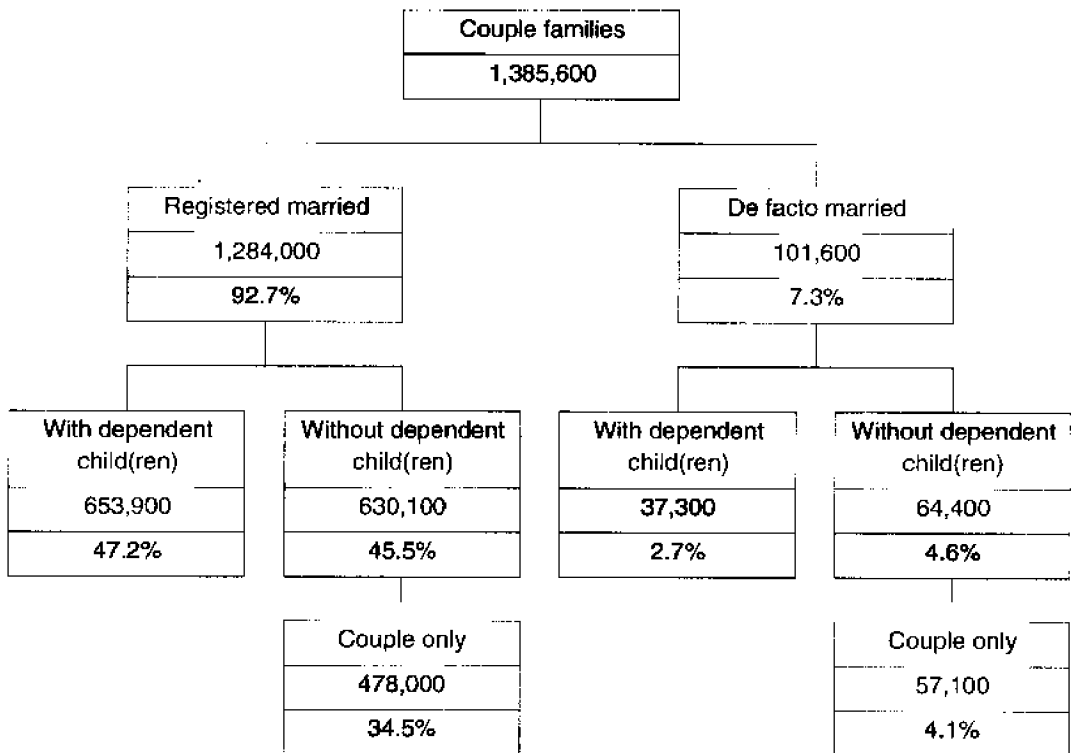 Couple families
1,385,600
Registered married
1,284,000
92.7%
De facto married
101,600
7.3%
With dependent
child(ren)
653,900
47.2%
Without dependent
child(ren)
630,100
45.5%
With dependent
child(ren)
37,300
2.7%
Without dependent
child(ren)
64,400
4.6%
Couple only
478,000
34.5%
Couple only
57,100
4.1%